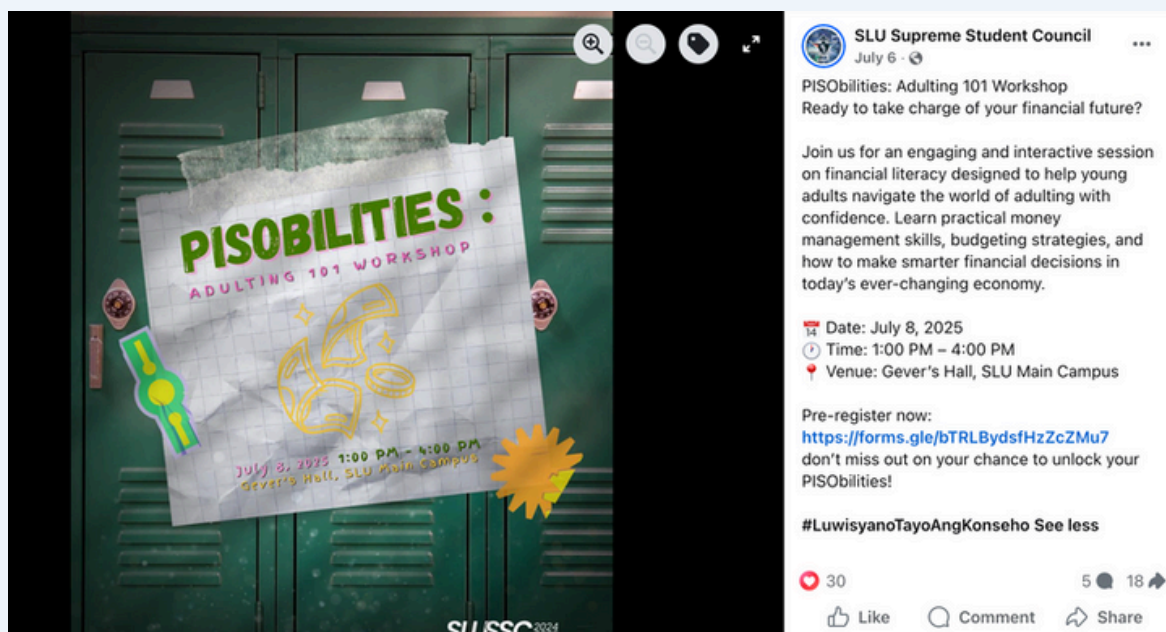 PISOBILITIES :
ADULTING 101 WORKSHOP
July 8, 2025 1:00 PM - 4:00 PM
Gever's Hall, SLU Main Campus
SLU SSC 2024
SLU Supreme Student Council
July 6 ·
PISObilities: Adulting 101 Workshop
Ready to take charge of your financial future?
Join us for an engaging and interactive session
on financial literacy designed to help young
adults navigate the world of adulting with
confidence. Learn practical money
management skills, budgeting strategies, and
how to make smarter financial decisions in
today's ever-changing economy.
📅 Date: July 8, 2025
🕐 Time: 1:00 PM – 4:00 PM
📍 Venue: Gever's Hall, SLU Main Campus
Pre-register now:
https://forms.gle/bTRLBydsfHzZcZMu7
don't miss out on your chance to unlock your
PISObilities!
#LuwisyanoTayoAngKonseho See less
30 5 18
Like Comment Share